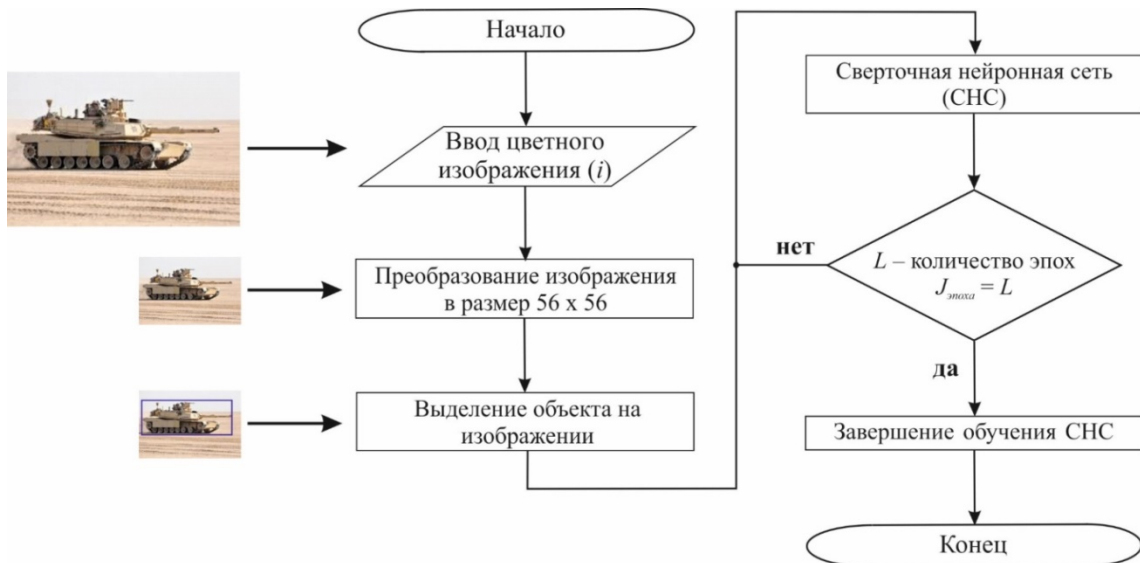 Начало
Ввод цветного
изображения (i)
Преобразование изображения
в размер 56 х 56
Выделение объекта на
изображении
Сверточная нейронная сеть
(СНС)
нет
L – количество эпох
Jэпоха = L
да
Завершение обучения СНС
Конец